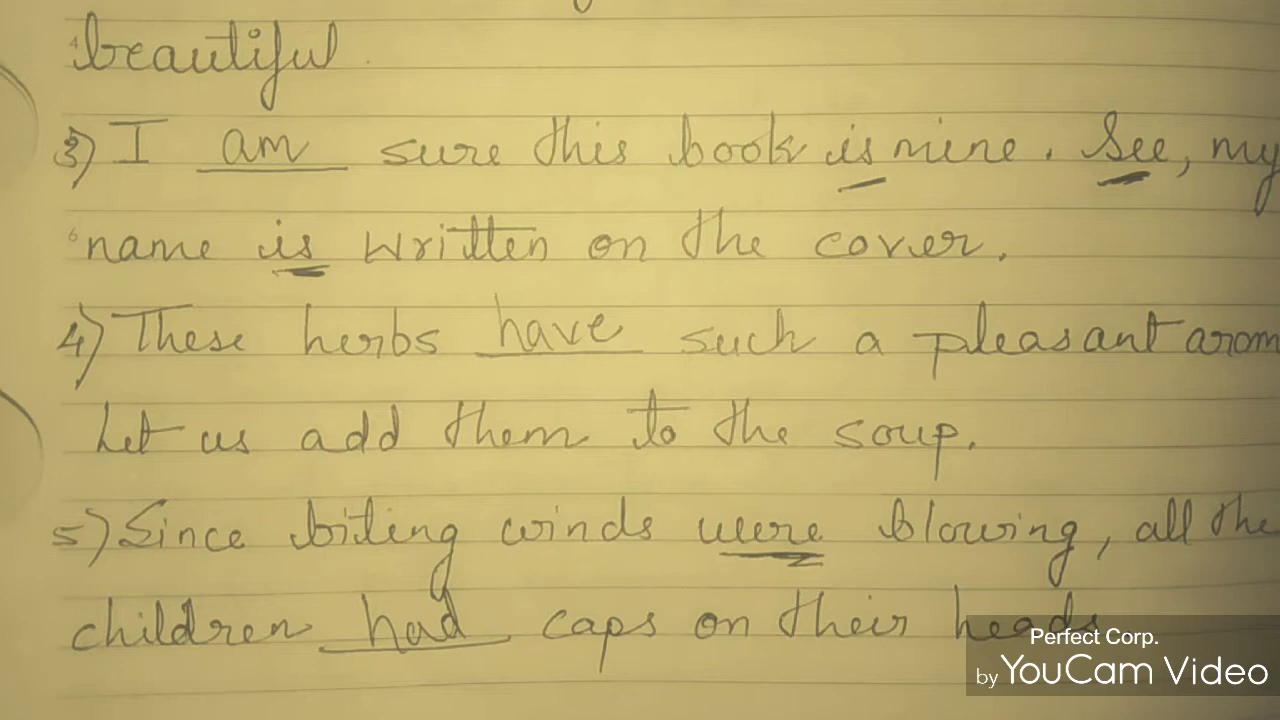 beautiful.
3) I am sure this book is mine. See, my
name is written on the cover.
4) These herbs have such a pleasant arom
Let us add them to the soup.
5) Since biting winds were blowing, all the
children had caps on their heads
Perfect Corp.
by YouCam Video